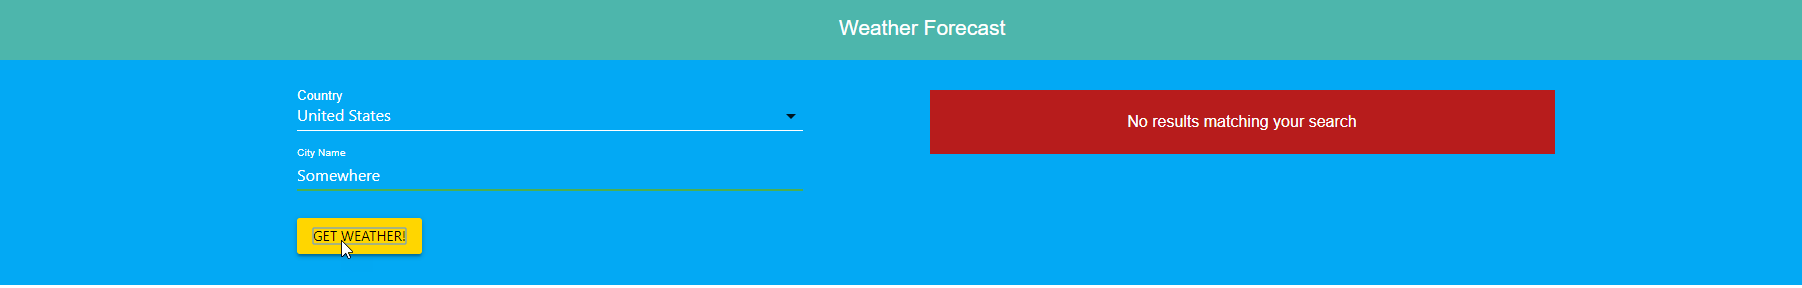 Weather Forecast
Country
United States
City Name
Somewhere
GET WEATHER!
No results matching your search